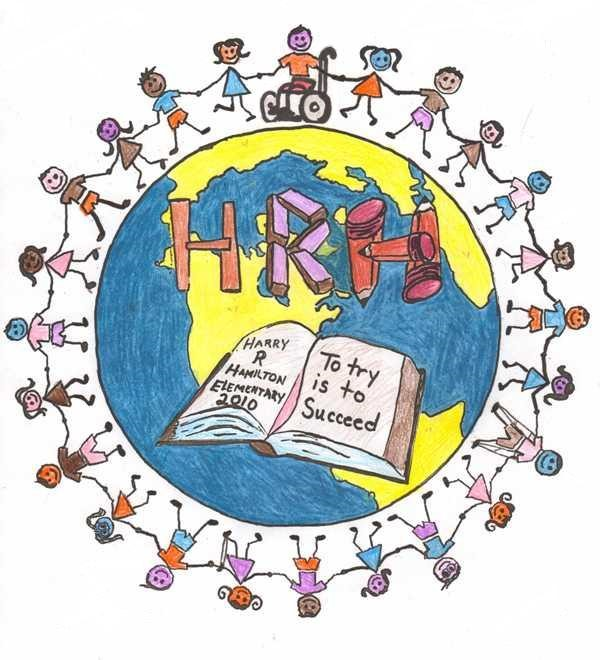 HRH
HARRY
R
HAMILTON
ELEMENTARY
2010
To try
is to
Succeed